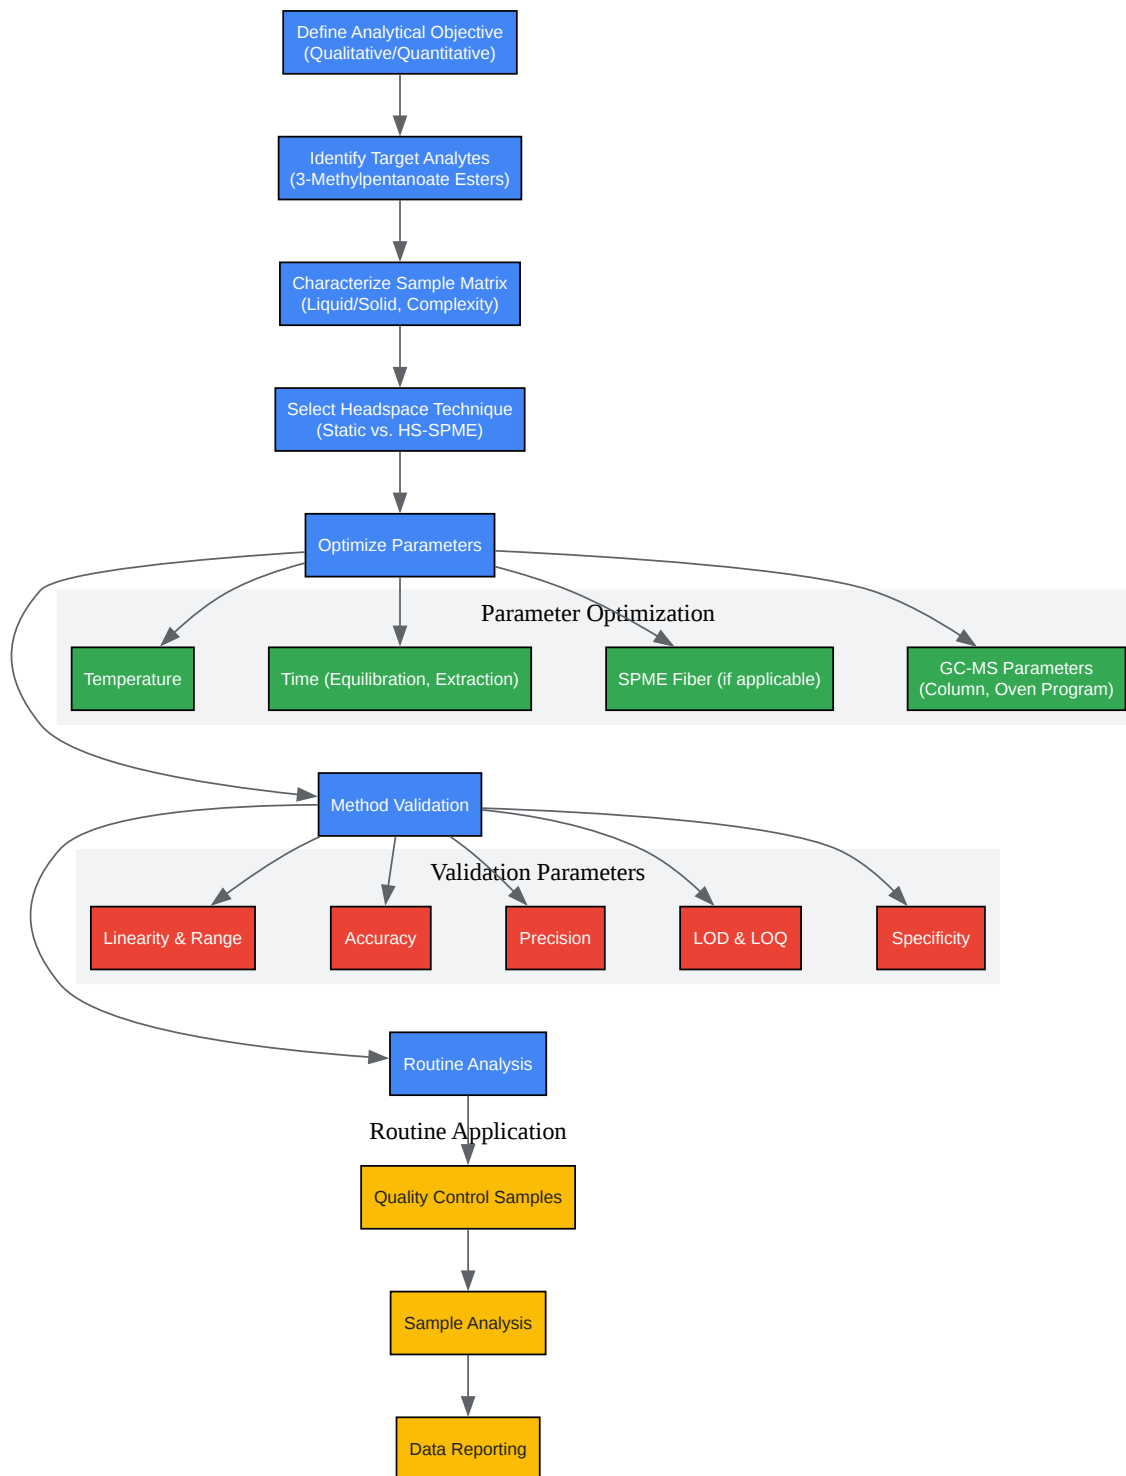 Define Analytical Objective
(Qualitative/Quantitative)
Identify Target Analytes
(3-Methylpentanoate Esters)
Characterize Sample Matrix
(Liquid/Solid, Complexity)
Select Headspace Technique
(Static vs. HS-SPME)
Optimize Parameters
Parameter Optimization
Temperature
Time (Equilibration, Extraction)
SPME Fiber (if applicable)
GC-MS Parameters
(Column, Oven Program)
Method Validation
Validation Parameters
Linearity & Range
Accuracy
Precision
LOD & LOQ
Specificity
Routine Analysis
Routine Application
Quality Control Samples
Sample Analysis
Data Reporting